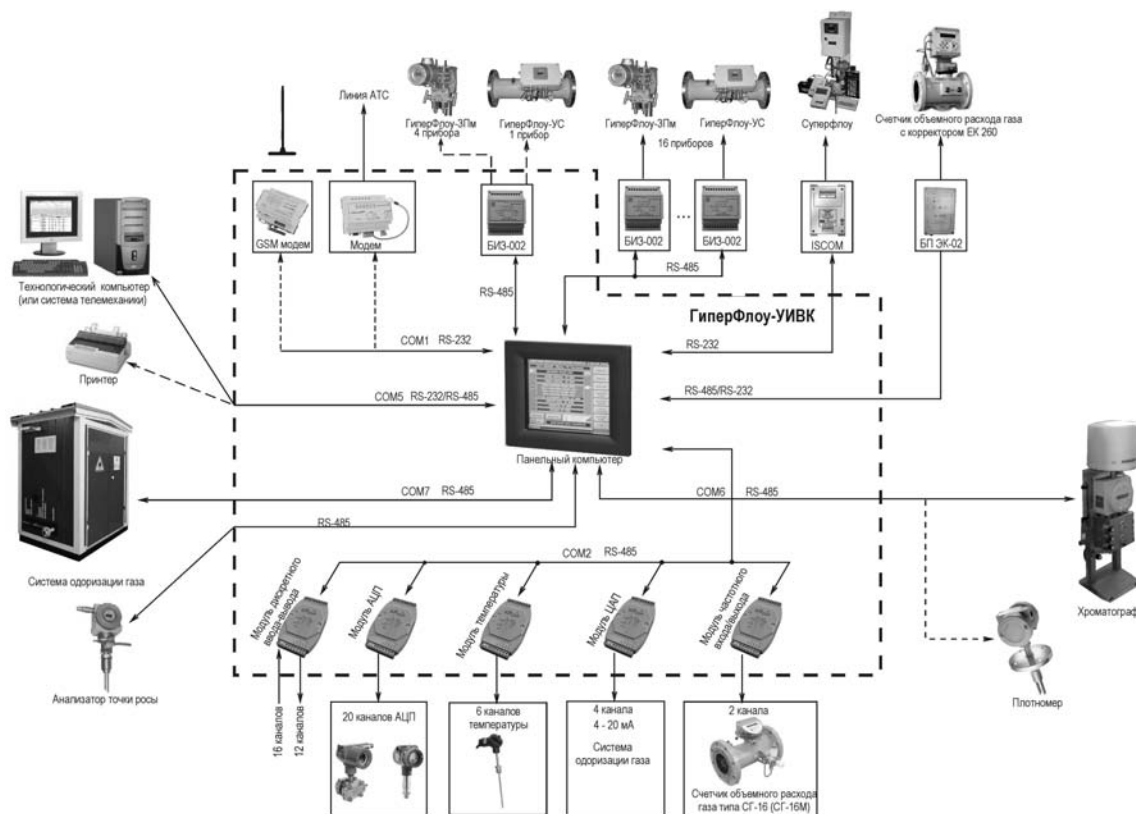 Линия АТС
ГиперФлоу-3Пм
4 прибора
ГиперФлоу-УС
1 прибор
ГиперФлоу-3Пм
ГиперФлоу-УС
16 приборов
Суперфлоу
Счетчик объемного расхода газа
с корректором ЕК 260
GSM модем
Модем
БИЗ-002
БИЗ-002
...
БИЗ-002
ISCOM
БП ЭК-02
Технологический компьютер
(или система телемеханики)
RS-485
RS-485
ГиперФлоу-УИВК
COM1 RS-232
RS-232
Принтер
COM5 RS-232/RS-485
RS-485/RS-232
Панельный компьютер
COM7 RS-485
COM6 RS-485
RS-485
COM2 RS-485
Система одоризации газа
Хроматограф
Модуль дискретного
ввода-вывода
Модуль АЦП
Модуль температуры
Модуль ЦАП
Модуль частотного
входа/выхода
Анализатор точки росы
Плотномер
16 каналов
12 каналов
20 каналов АЦП
6 каналов
температуры
4 канала
4 - 20 мА
Система
одоризации газа
2 канала
Счетчик объемного расхода
газа типа СГ-16 (СГ-16М)